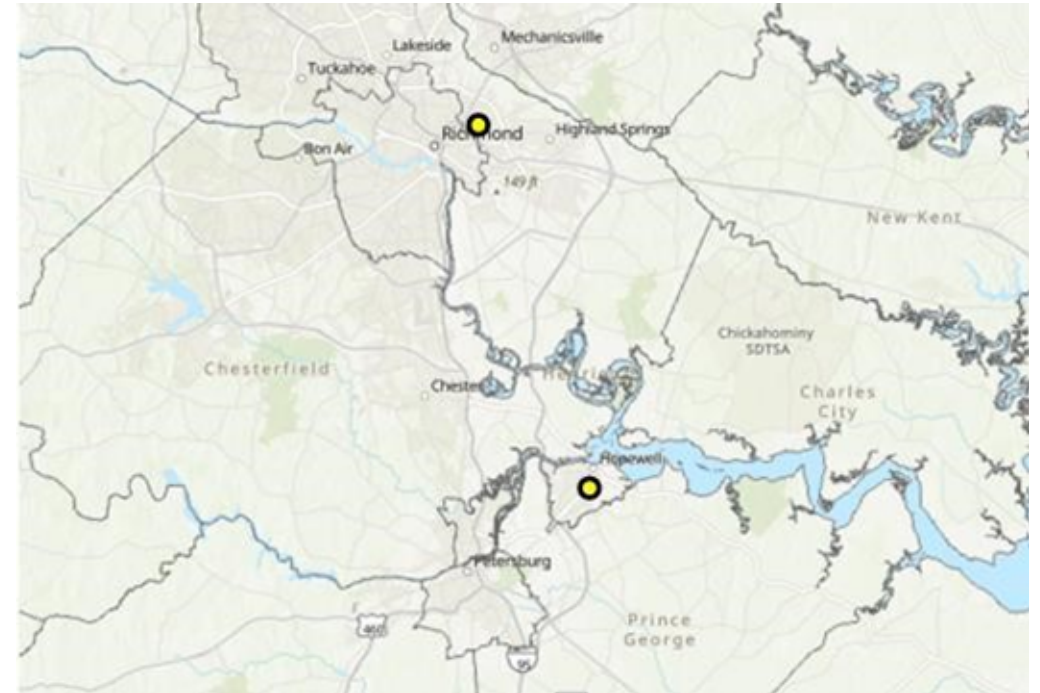 Mechanicsville
Lakeside
Tuckahoe
Richmond
Highland Springs
Bon Air
149 ft
New Kent
Chickahominy
SDTSA
Chesterfield
Chester
Charles
City
Hopewell
Petersburg
Prince
George
460
95